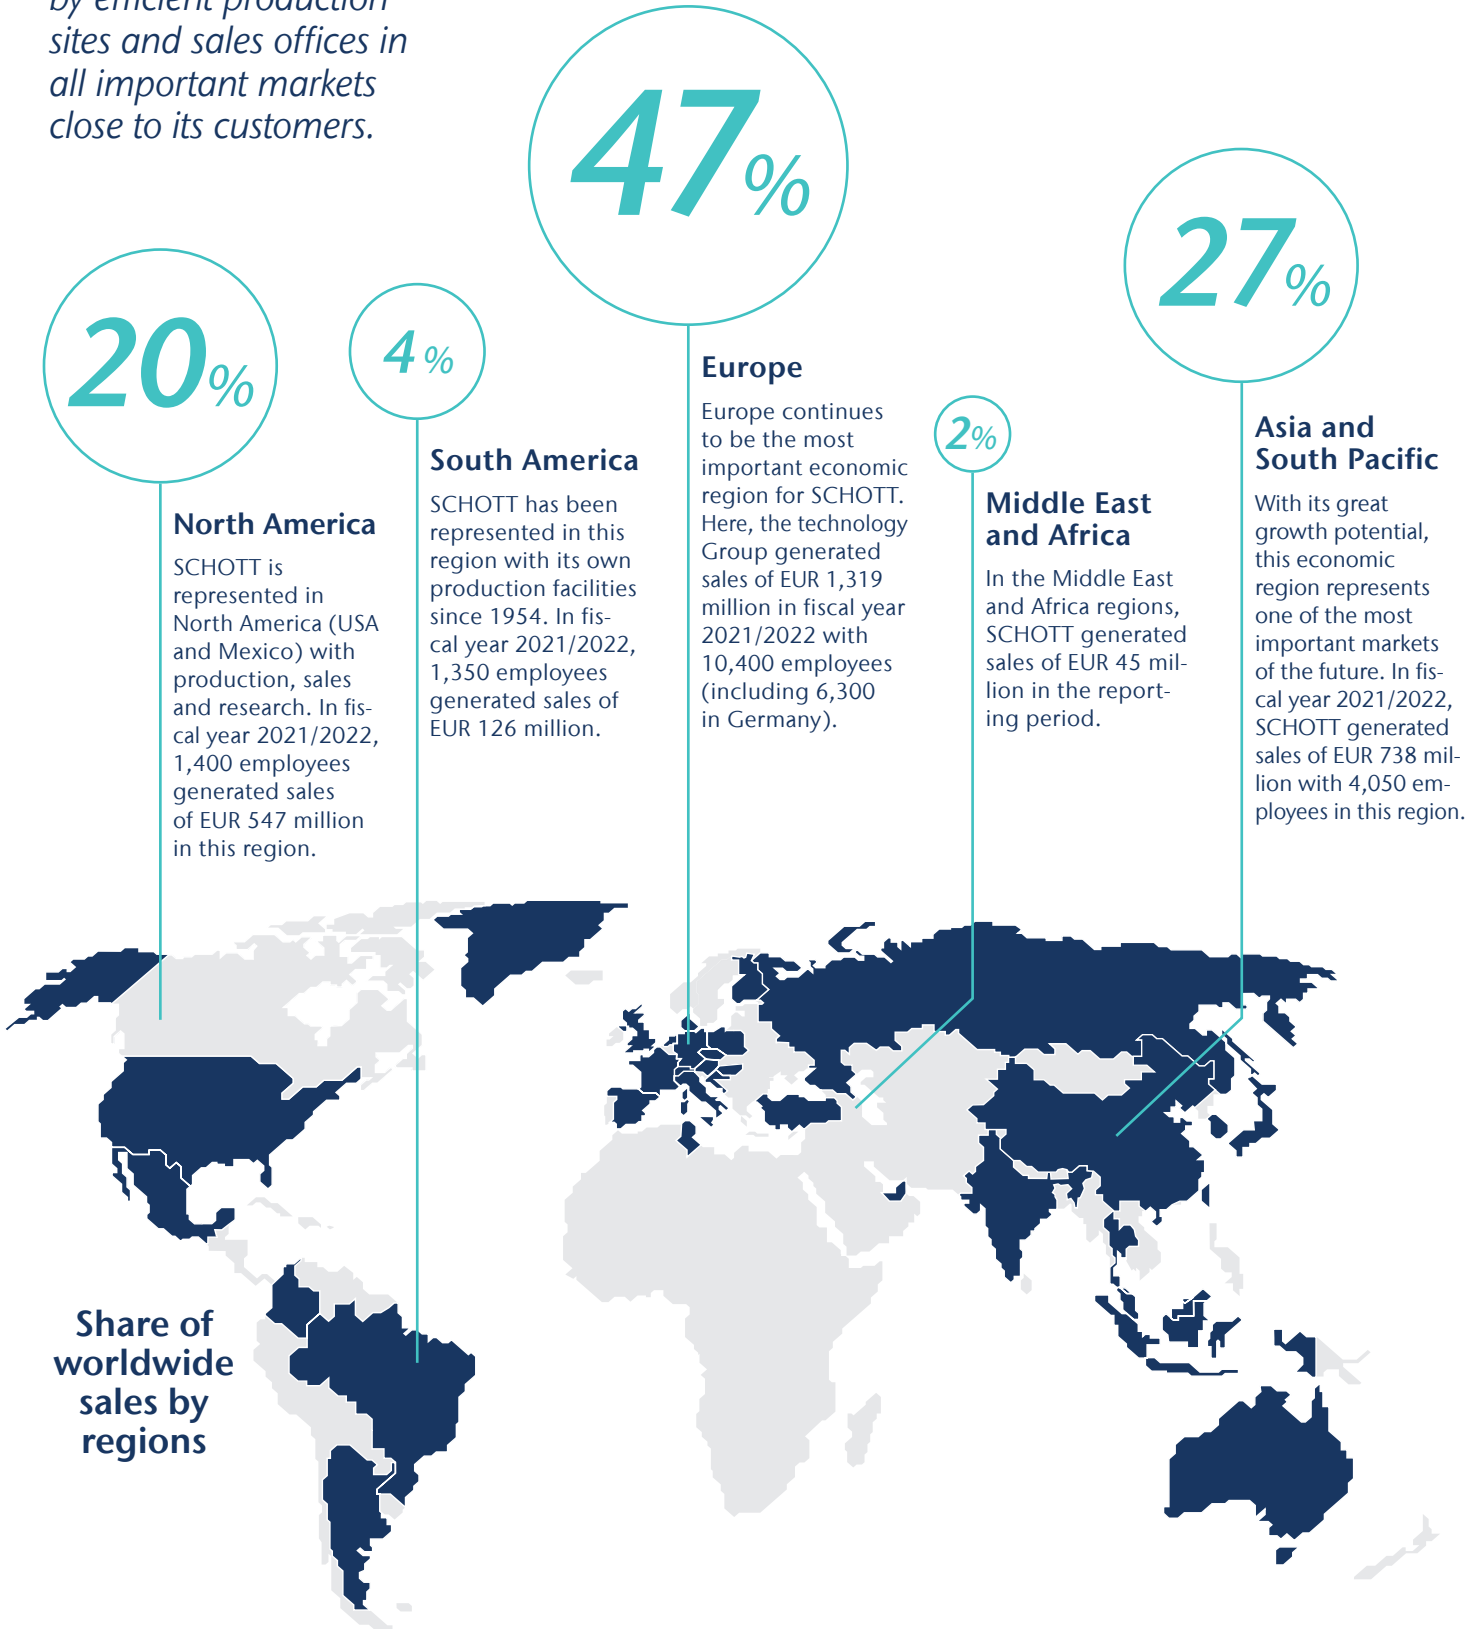 by efficient production
sites and sales offices in
all important markets
close to its customers.
47%
27%
20%
4 %
2%
Europe
Europe continues
to be the most
important economic
region for SCHOTT.
Here, the technology
Group generated
sales of EUR 1,319
million in fiscal year
2021/2022 with
10,400 employees
(including 6,300
in Germany).
Asia and
South Pacific
With its great
growth potential,
this economic
region represents
one of the most
important markets
of the future. In fis-
cal year 2021/2022,
SCHOTT generated
sales of EUR 738 mil-
lion with 4,050 em-
ployees in this region.
South America
SCHOTT has been
represented in this
region with its own
production facilities
since 1954. In fis-
cal year 2021/2022,
1,350 employees
generated sales of
EUR 126 million.
Middle East
and Africa
In the Middle East
and Africa regions,
SCHOTT generated
sales of EUR 45 mil-
lion in the report-
ing period.
North America
SCHOTT is
represented in
North America (USA
and Mexico) with
production, sales
and research. In fis-
cal year 2021/2022,
1,400 employees
generated sales
of EUR 547 million
in this region.
Share of
worldwide
sales by
regions